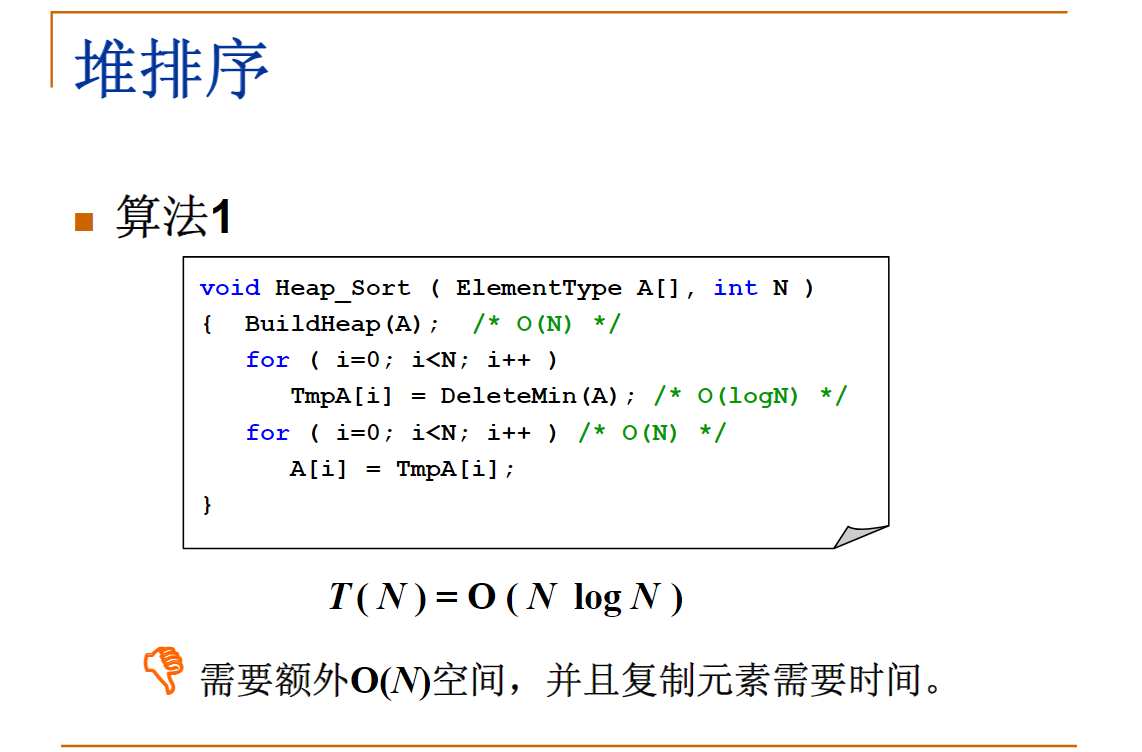 堆排序
算法1
void Heap_Sort ( ElementType A[], int N )
{ BuildHeap(A); /* O(N) */
for ( i=0; i<N; i++ )
TmpA[i] = DeleteMin(A); /* O(logN) */
for ( i=0; i<N; i++ ) /* O(N) */
A[i] = TmpA[i];
}
T ( N ) = O ( N log N )
需要额外O(N)空间，并且复制元素需要时间。